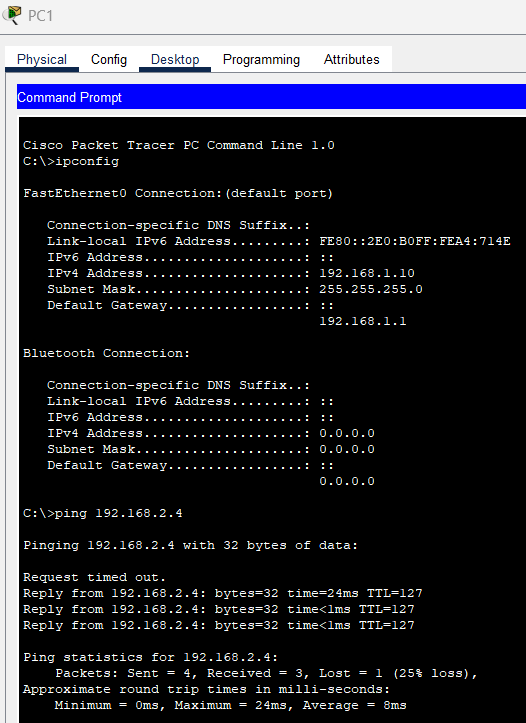 PC1
Physical Config Desktop Programming Attributes
Command Prompt
Cisco Packet Tracer PC Command Line 1.0
C:\>ipconfig
FastEthernet0 Connection:(default port)
Connection-specific DNS Suffix..:
Link-local IPv6 Address.........: FE80::2E0:B0FF:FEA4:714E
IPv6 Address....................: ::
IPv4 Address....................: 192.168.1.10
Subnet Mask.....................: 255.255.255.0
Default Gateway.................: ::
192.168.1.1
Bluetooth Connection:
Connection-specific DNS Suffix..:
Link-local IPv6 Address.........: ::
IPv6 Address....................: ::
IPv4 Address....................: 0.0.0.0
Subnet Mask.....................: 0.0.0.0
Default Gateway.................: ::
0.0.0.0
C:\>ping 192.168.2.4
Pinging 192.168.2.4 with 32 bytes of data:
Request timed out.
Reply from 192.168.2.4: bytes=32 time=24ms TTL=127
Reply from 192.168.2.4: bytes=32 time<1ms TTL=127
Reply from 192.168.2.4: bytes=32 time<1ms TTL=127
Ping statistics for 192.168.2.4:
Packets: Sent = 4, Received = 3, Lost = 1 (25% loss),
Approximate round trip times in milli-seconds:
Minimum = 0ms, Maximum = 24ms, Average = 8ms